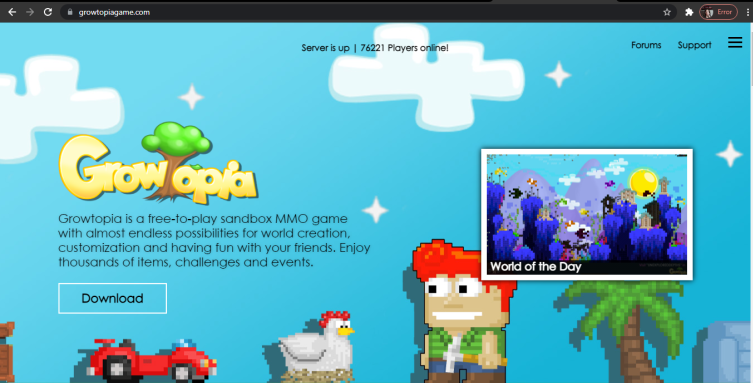 growtopiagame.com
Error
Server is up | 76221 Players online!
Forums
Support
Growtopia
Growtopia is a free-to-play sandbox MMO game
with almost endless possibilities for world creation,
customization and having fun with your friends. Enjoy
thousands of items, challenges and events.
World of the Day
Download